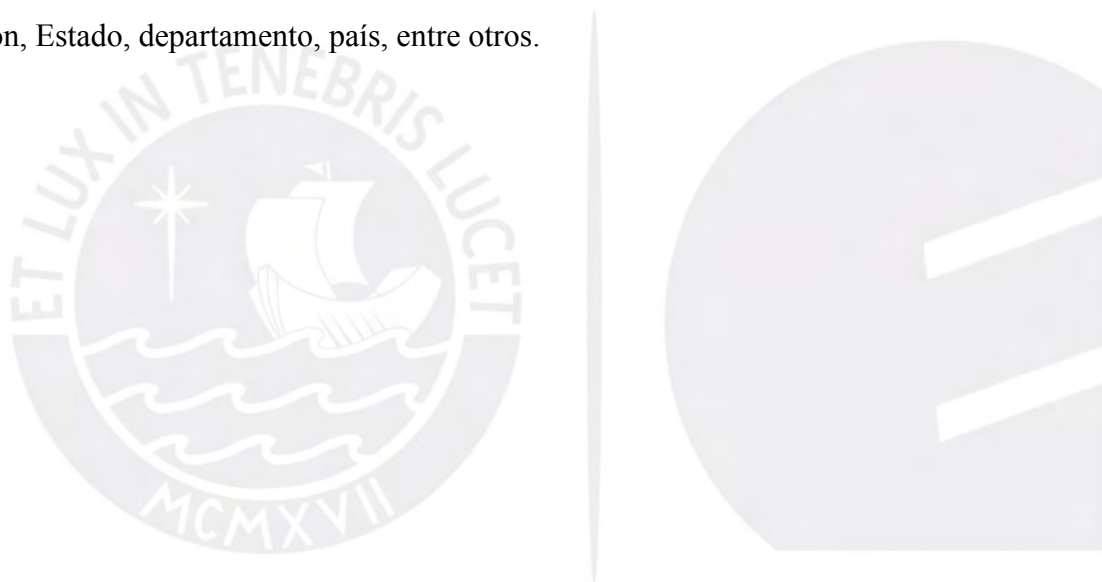 on, Estado, departamento, país, entre otros.
ET LUX IN TENEBRIS LUCET
MCMXVII